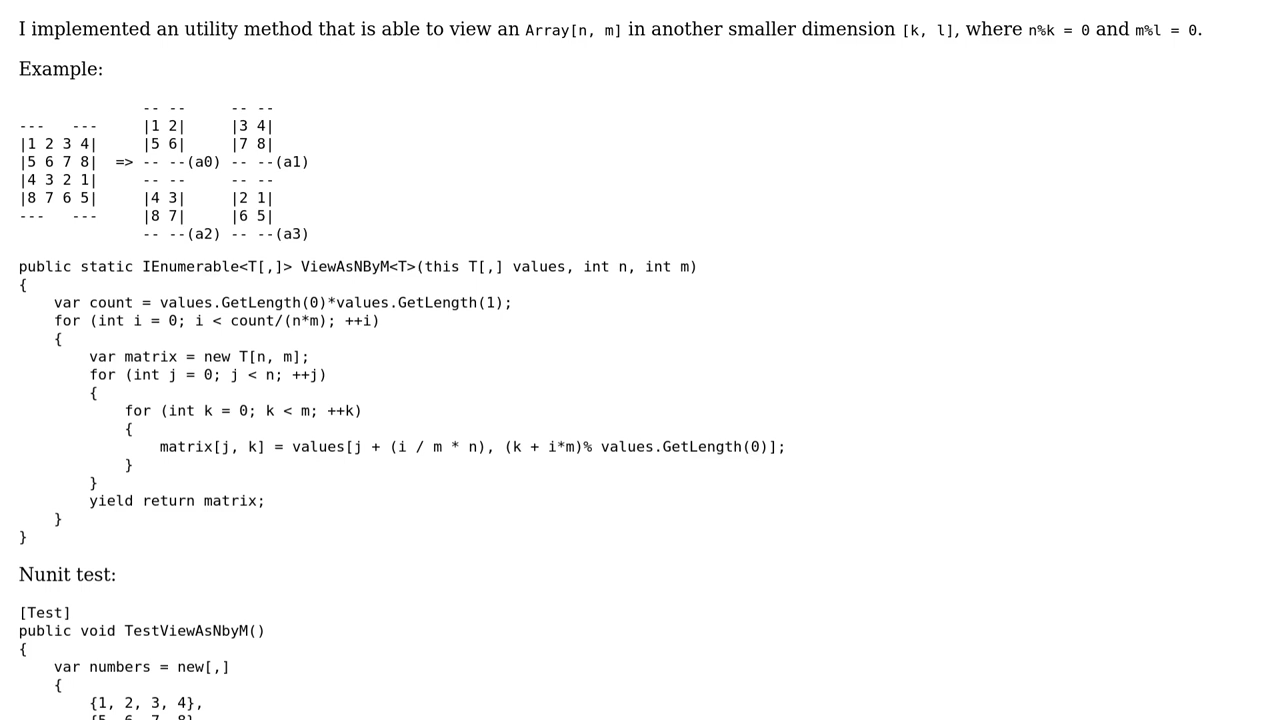 I implemented an utility method that is able to view an Array[n, m] in another smaller dimension [k, l], where n%k = 0 and m%l = 0.
Example:
              -- --     -- --
---   ---     |1 2|     |3 4|
|1 2 3 4|     |5 6|     |7 8|
|5 6 7 8|  => -- --(a0) -- --(a1)
|4 3 2 1|     -- --     -- --
|8 7 6 5|     |4 3|     |2 1|
---   ---     |8 7|     |6 5|
              -- --(a2) -- --(a3)
public static IEnumerable<T[,]> ViewAsNByM<T>(this T[,] values, int n, int m)
{
    var count = values.GetLength(0)*values.GetLength(1);
    for (int i = 0; i < count/(n*m); ++i)
    {
        var matrix = new T[n, m];
        for (int j = 0; j < n; ++j)
        {
            for (int k = 0; k < m; ++k)
            {
                matrix[j, k] = values[j + (i / m * n), (k + i*m)% values.GetLength(0)];
            }
        }
        yield return matrix;
    }
}
Nunit test:
[Test]
public void TestViewAsNbyM()
{
    var numbers = new[,]
    {
        {1, 2, 3, 4},
        {5, 6, 7, 8},